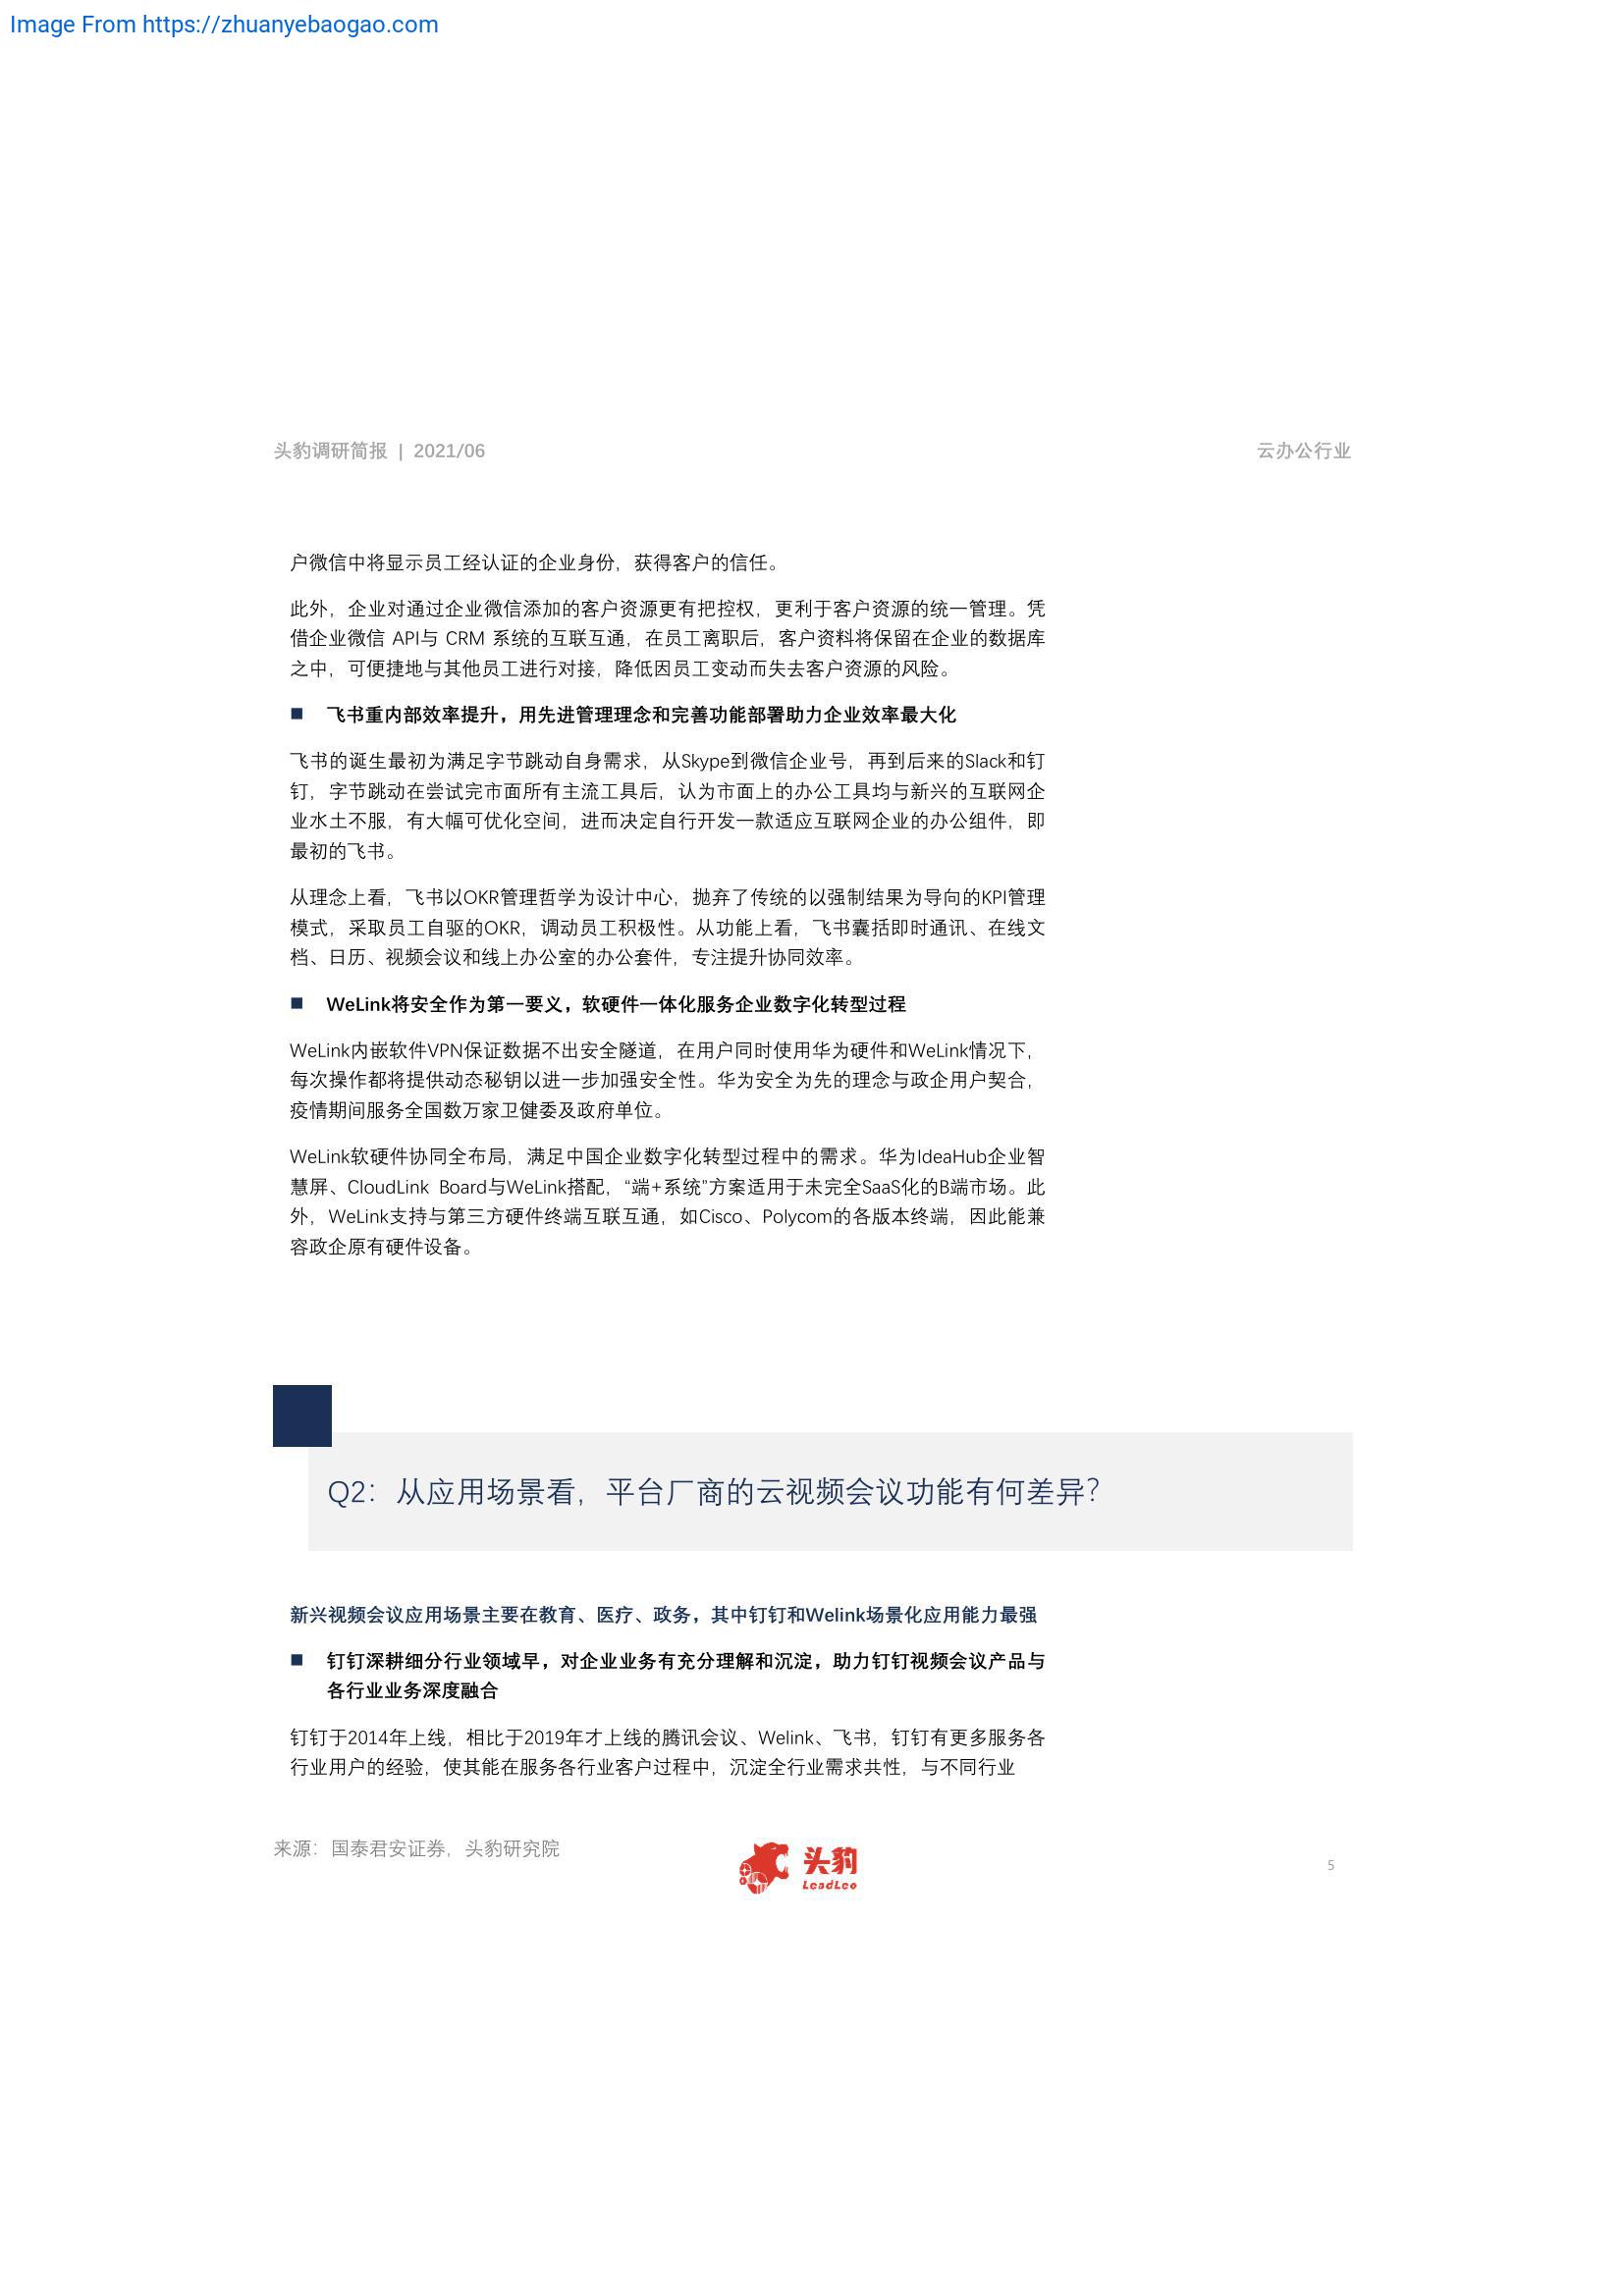 Image From https://zhuanyebaogao.com
头豹调研简报 | 2021/06
云办公行业
户微信中将显示员工经认证的企业身份，获得客户的信任。
此外，企业对通过企业微信添加的客户资源更有把控权，更利于客户资源的统一管理。凭
借企业微信 API与 CRM 系统的互联互通，在员工离职后，客户资料将保留在企业的数据库
之中，可便捷地与其他员工进行对接，降低因员工变动而失去客户资源的风险。
■ 飞书重内部效率提升，用先进管理理念和完善功能部署助力企业效率最大化
飞书的诞生最初为满足字节跳动自身需求，从Skype到微信企业号，再到后来的Slack和钉
钉，字节跳动在尝试完市面所有主流工具后，认为市面上的办公工具均与新兴的互联网企
业水土不服，有大幅可优化空间，进而决定自行开发一款适应互联网企业的办公组件，即
最初的飞书。
从理念上看，飞书以OKR管理哲学为设计中心，抛弃了传统的以强制结果为导向的KPI管理
模式，采取员工自驱的OKR，调动员工积极性。从功能上看，飞书囊括即时通讯、在线文
档、日历、视频会议和线上办公室的办公套件，专注提升协同效率。
■ WeLink将安全作为第一要义，软硬件一体化服务企业数字化转型过程
WeLink内嵌软件VPN保证数据不出安全隧道，在用户同时使用华为硬件和WeLink情况下，
每次操作都将提供动态秘钥以进一步加强安全性。华为安全为先的理念与政企用户契合，
疫情期间服务全国数万家卫健委及政府单位。
WeLink软硬件协同全布局，满足中国企业数字化转型过程中的需求。华为IdeaHub企业智
慧屏、CloudLink Board与WeLink搭配，“端+系统”方案适用于未完全SaaS化的B端市场。此
外，WeLink支持与第三方硬件终端互联互通，如Cisco、Polycom的各版本终端，因此能兼
容政企原有硬件设备。
Q2：从应用场景看，平台厂商的云视频会议功能有何差异？
新兴视频会议应用场景主要在教育、医疗、政务，其中钉钉和Welink场景化应用能力最强
■ 钉钉深耕细分行业领域早，对企业业务有充分理解和沉淀，助力钉钉视频会议产品与
各行业业务深度融合
钉钉于2014年上线，相比于2019年才上线的腾讯会议、Welink、飞书，钉钉有更多服务各
行业用户的经验，使其能在服务各行业客户过程中，沉淀全行业需求共性，与不同行业
来源：国泰君安证券，头豹研究院
头豹
LeadLeo
5